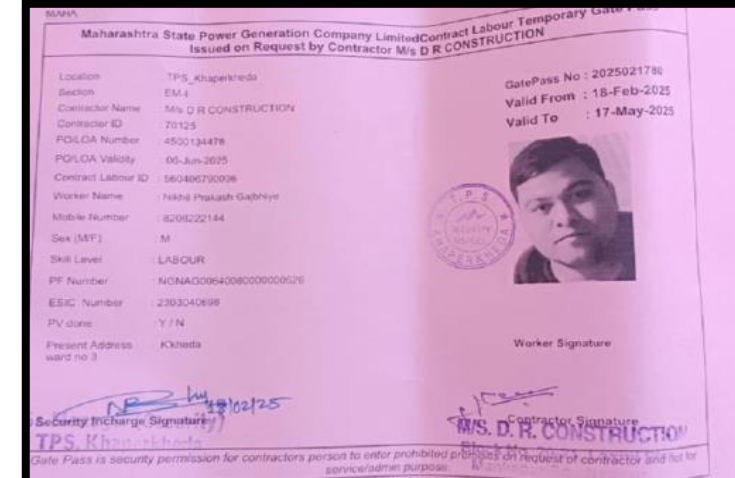 MAHA
Maharashtra State Power Generation Company Limited Contract Labour Temporary Gate Pass
Issued on Request by Contractor M/s D R CONSTRUCTION
Location : TPS_Khaperkheda
Section : EM-I
Contractor Name : M/s D R CONSTRUCTION
Contractor ID : 70125
PO/LOA Number : 4500134478
PO/LOA Validity : 06-Jun-2025
Contract Labour ID : 560406790036
Worker Name : Nikhil Prakash Gajbhiye
Mobile Number : 8208222144
Sex (M/F) : M
Skill Level : LABOUR
PF Number :
ESIC Number : 2303040698
PV done : Y / N
Present Address : K'kheda
ward no 3
GatePass No : 2025021780
Valid From : 18-Feb-2025
Valid To : 17-May-2025
T.P.S
KHAPERKHEDA
Worker Signature
18/02/25
Security Incharge Signature
TPS. Khaperkheda
Contractor Signature
M/S. D. R. CONSTRUCTION
Gate Pass is security permission for contractors person to enter prohibited premises on request of contractor and not for
service/admin purpose